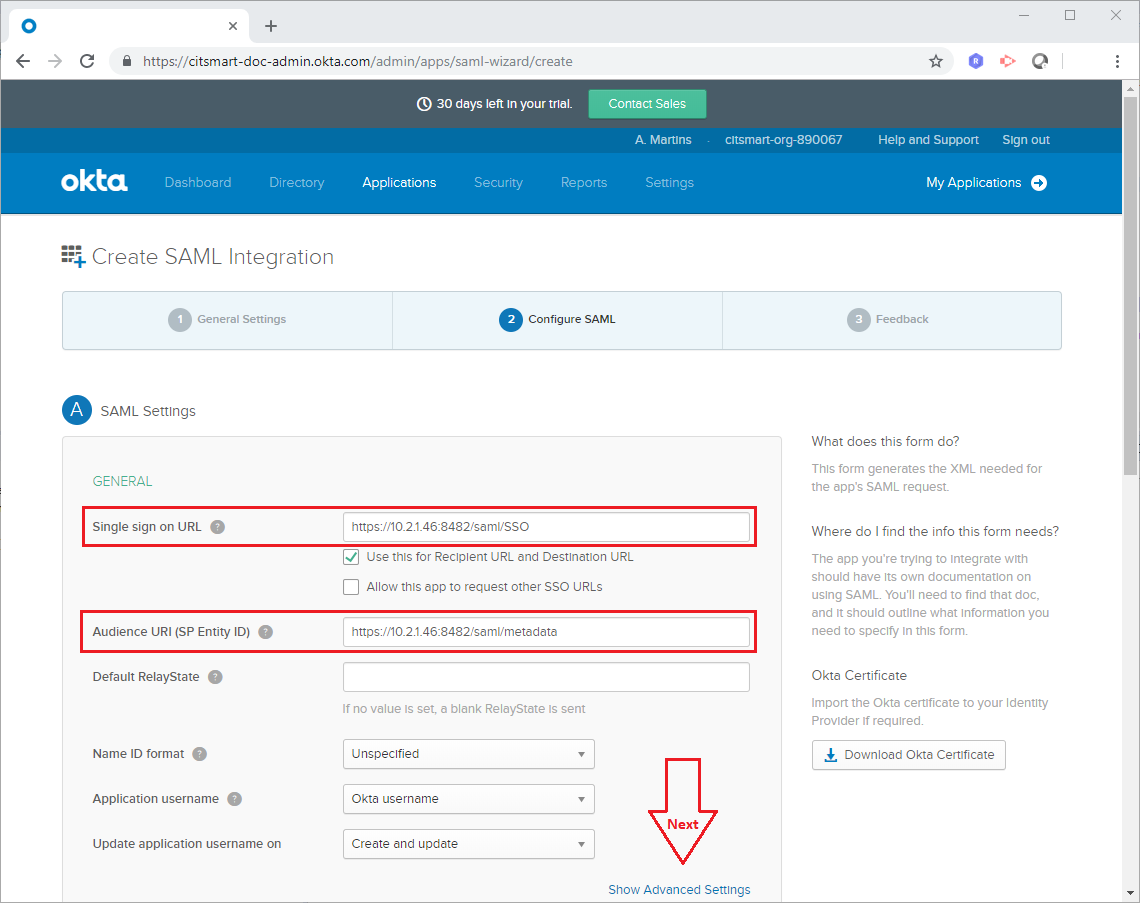 https://citsmart-doc-admin.okta.com/admin/apps/saml-wizard/create
R
30 days left in your trial. Contact Sales
A. Martins citsmart-org-890067 Help and Support Sign out
okta Dashboard Directory Applications Security Reports Settings My Applications
Create SAML Integration
1 General Settings 2 Configure SAML 3 Feedback
A SAML Settings
GENERAL
Single sign on URL ? https://10.2.1.46:8482/saml/SSO
Use this for Recipient URL and Destination URL
Allow this app to request other SSO URLs
Audience URI (SP Entity ID) ? https://10.2.1.46:8482/saml/metadata
Default RelayState ?
If no value is set, a blank RelayState is sent
Name ID format ? Unspecified
Application username ? Okta username
Update application username on Create and update
Next
Show Advanced Settings
What does this form do?
This form generates the XML needed for
the app's SAML request.
Where do I find the info this form needs?
The app you're trying to integrate with
should have its own documentation on
using SAML. You'll need to find that doc,
and it should outline what information you
need to specify in this form.
Okta Certificate
Import the Okta certificate to your Identity
Provider if required.
Download Okta Certificate